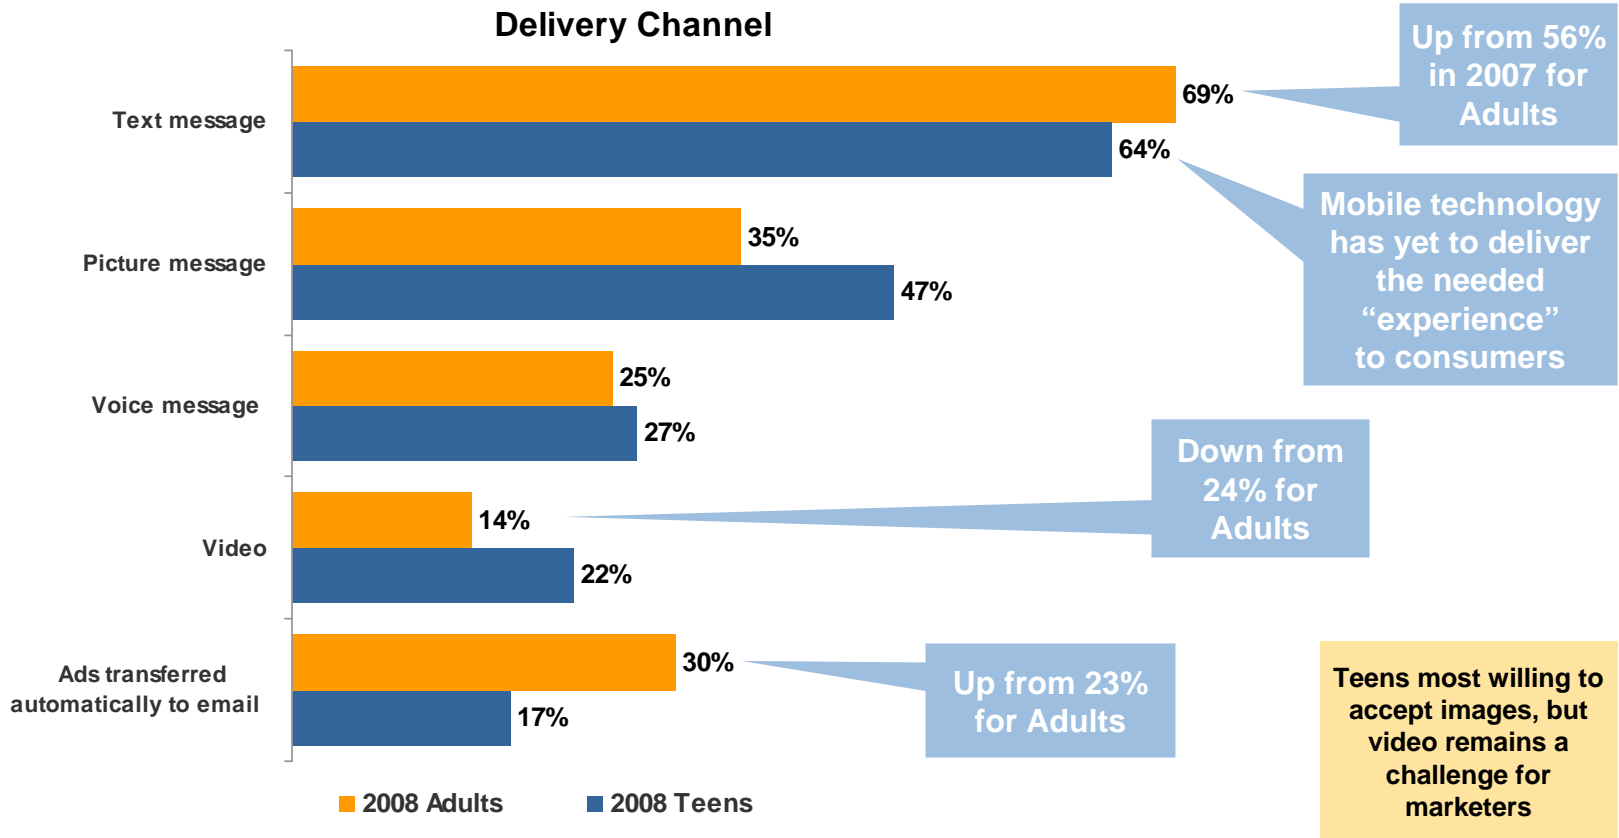 Delivery Channel
Text message
69%
64%
Up from 56%
in 2007 for
Adults
Mobile technology
has yet to deliver
the needed
“experience”
to consumers
Picture message
35%
47%
Voice message
25%
27%
Video
14%
22%
Down from
24% for
Adults
Ads transferred
automatically to email
30%
17%
Up from 23%
for Adults
Teens most willing to
accept images, but
video remains a
challenge for
marketers
2008 Adults
2008 Teens